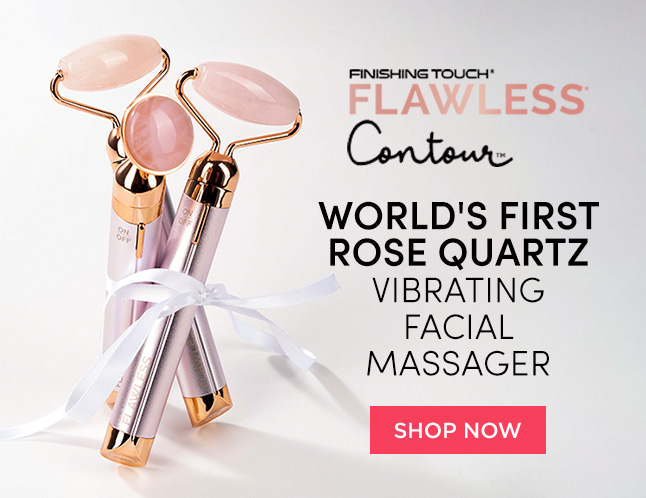 FINISHING TOUCH®
FLAWLESS®
Contour™
WORLD'S FIRST
ROSE QUARTZ
VIBRATING
FACIAL
MASSAGER
SHOP NOW
ON
OFF
ON
OFF
FLAWLESS